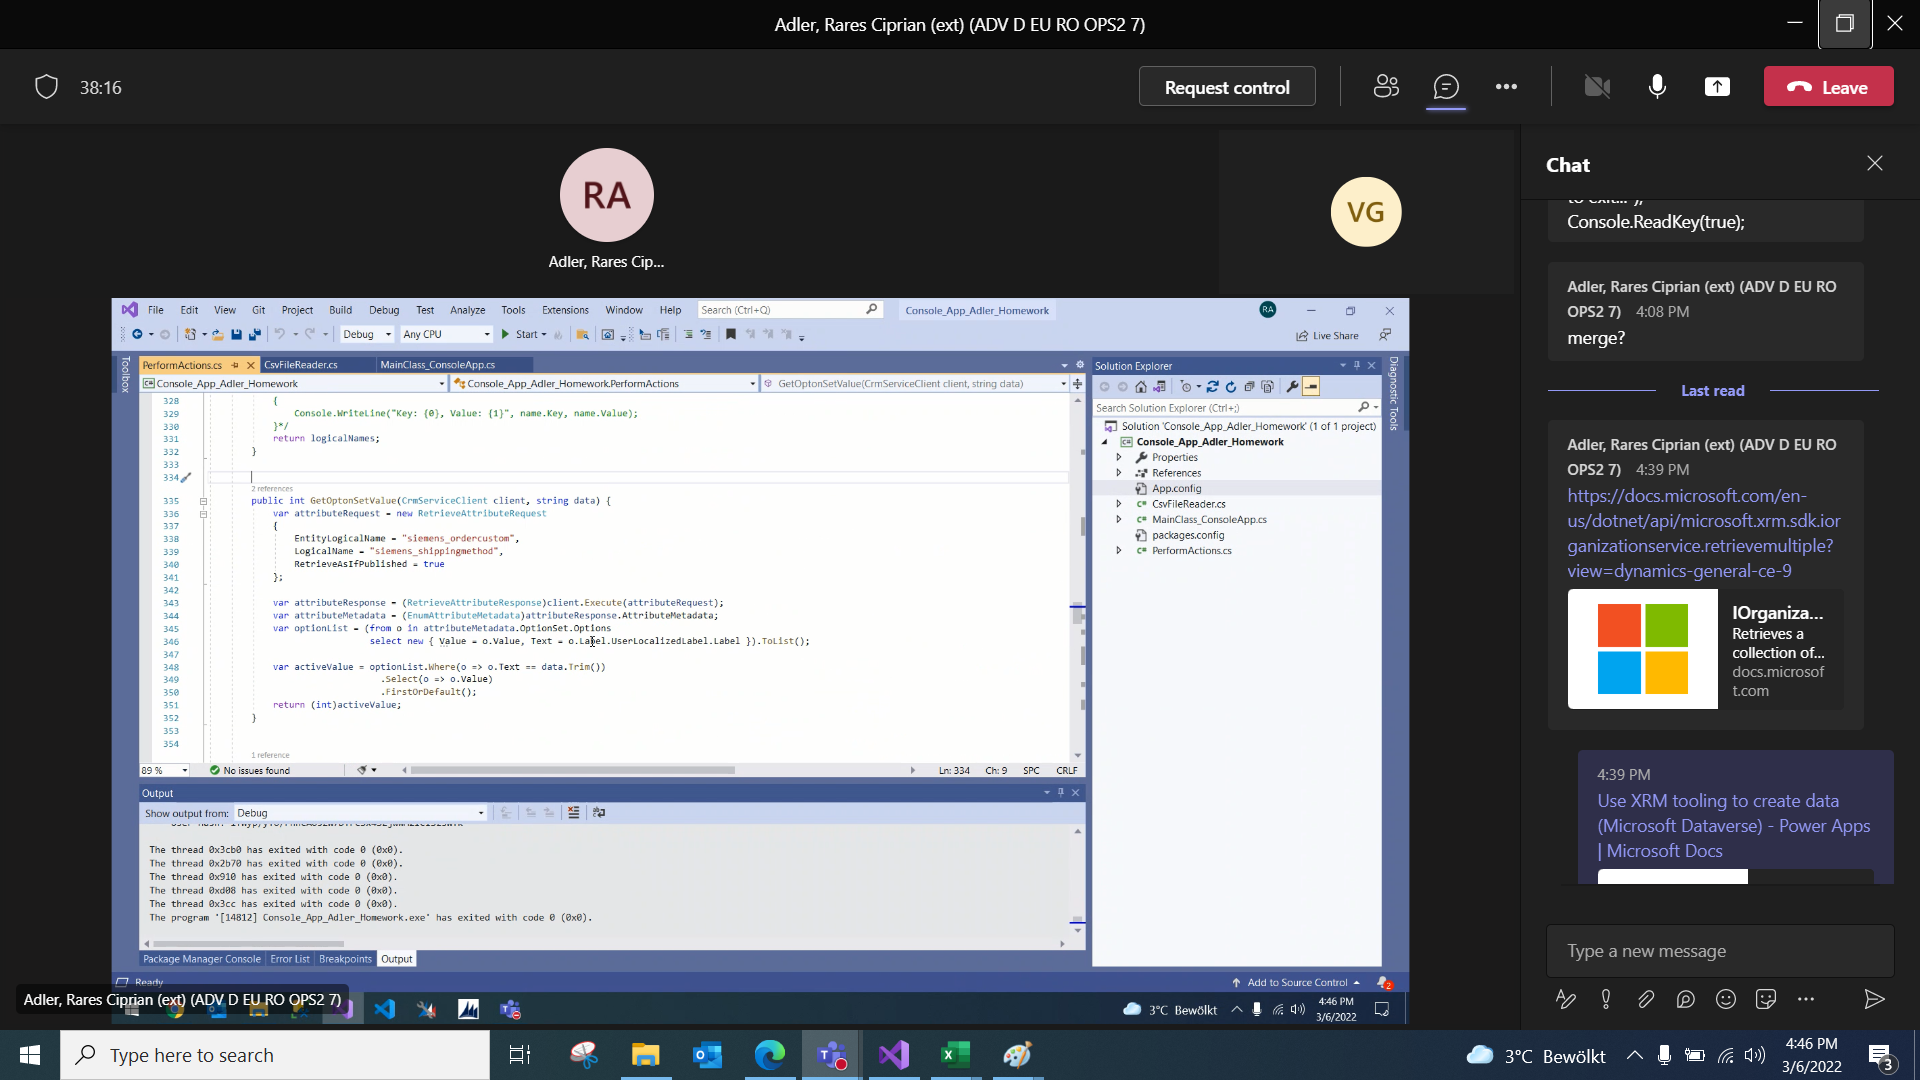 Adler, Rares Ciprian (ext) (ADV D EU RO OPS2 7)
38:16
Request control
Leave
RA
Adler, Rares Cip...
VG
File Edit View Git Project Build Debug Test Analyze Tools Extensions Window Help Search (Ctrl+Q) Console_App_Adler_Homework RA
Debug Any CPU Start Live Share
Toolbox
PerformActions.cs CsvFileReader.cs MainClass_ConsoleApp.cs
Console_App_Adler_Homework Console_App_Adler_Homework.PerformActions GetOptonSetValue(CrmServiceClient client, string data)
328 {
329 Console.WriteLine("Key: {0}, Value: {1}", name.Key, name.Value);
330 }*/
331 return logicalNames;
332 }
333
334
2 references
335 public int GetOptonSetValue(CrmServiceClient client, string data) {
336 var attributeRequest = new RetrieveAttributeRequest
337 {
338 EntityLogicalName = "siemens_ordercustom",
339 LogicalName = "siemens_shippingmethod",
340 RetrieveAsIfPublished = true
341 };
342
343 var attributeResponse = (RetrieveAttributeResponse)client.Execute(attributeRequest);
344 var attributeMetadata = (EnumAttributeMetadata)attributeResponse.AttributeMetadata;
345 var optionList = (from o in attributeMetadata.OptionSet.Options
346 select new { Value = o.Value, Text = o.Label.UserLocalizedLabel.Label }).ToList();
347
348 var activeValue = optionList.Where(o => o.Text == data.Trim())
349 .Select(o => o.Value)
350 .FirstOrDefault();
351 return (int)activeValue;
352 }
353
354
1 reference
89 % No issues found Ln: 334 Ch: 9 SPC CRLF
Output
Show output from: Debug
The thread 0x3cb0 has exited with code 0 (0x0).
The thread 0x2b70 has exited with code 0 (0x0).
The thread 0x910 has exited with code 0 (0x0).
The thread 0xd08 has exited with code 0 (0x0).
The thread 0x3cc has exited with code 0 (0x0).
The program '[14812] Console_App_Adler_Homework.exe' has exited with code 0 (0x0).
Package Manager Console Error List Breakpoints Output
Ready Add to Source Control 2
Solution Explorer
Search Solution Explorer (Ctrl+;)
Solution 'Console_App_Adler_Homework' (1 of 1 project)
Console_App_Adler_Homework
Properties
References
App.config
CsvFileReader.cs
MainClass_ConsoleApp.cs
packages.config
PerformActions.cs
Diagnostic Tools
Adler, Rares Ciprian (ext) (ADV D EU RO OPS2 7)
3°C Bewölkt 4:46 PM
3/6/2022
Chat
Console.ReadKey(true);
Adler, Rares Ciprian (ext) (ADV D EU RO
OPS2 7) 4:08 PM
merge?
Last read
Adler, Rares Ciprian (ext) (ADV D EU RO
OPS2 7) 4:39 PM
https://docs.microsoft.com/en-
us/dotnet/api/microsoft.xrm.sdk.ior
ganizationservice.retrievemultiple?
view=dynamics-general-ce-9
IOrganiza...
Retrieves a
collection of...
docs.microsof
t.com
4:39 PM
Use XRM tooling to create data
(Microsoft Dataverse) - Power Apps
| Microsoft Docs
Type a new message
Type here to search
3°C Bewölkt
4:46 PM
3/6/2022
3